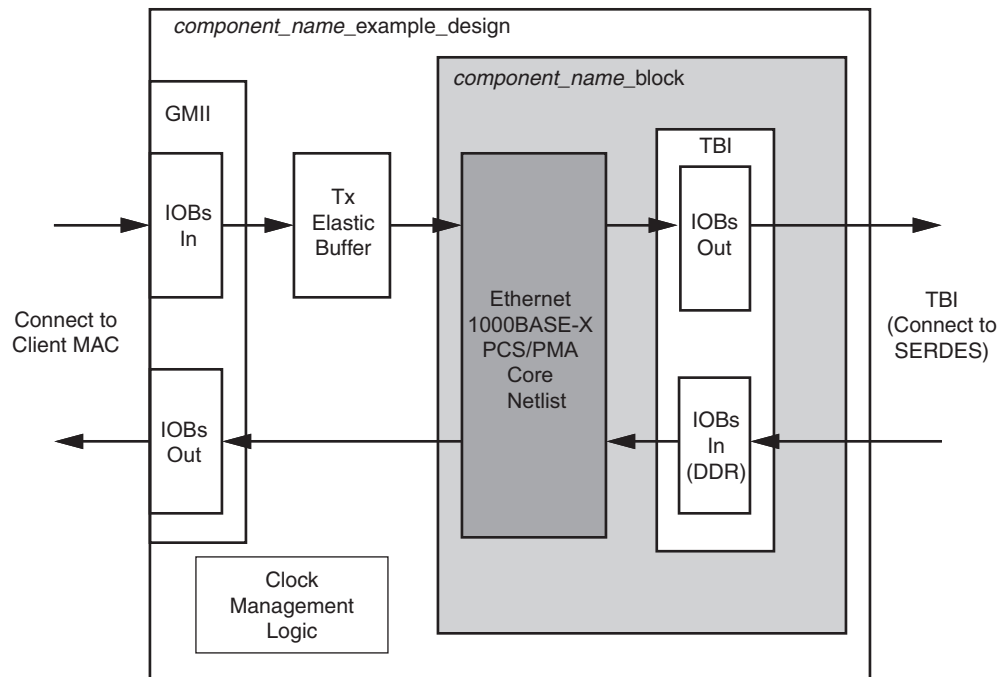 component_name_example_design
component_name_block
GMII
TBI
IOBs
In
Tx
Elastic
Buffer
IOBs
Out
Connect to
Client MAC
Ethernet
1000BASE-X
PCS/PMA
Core
Netlist
TBI
(Connect to
SERDES)
IOBs
Out
IOBs
In
(DDR)
Clock
Management
Logic